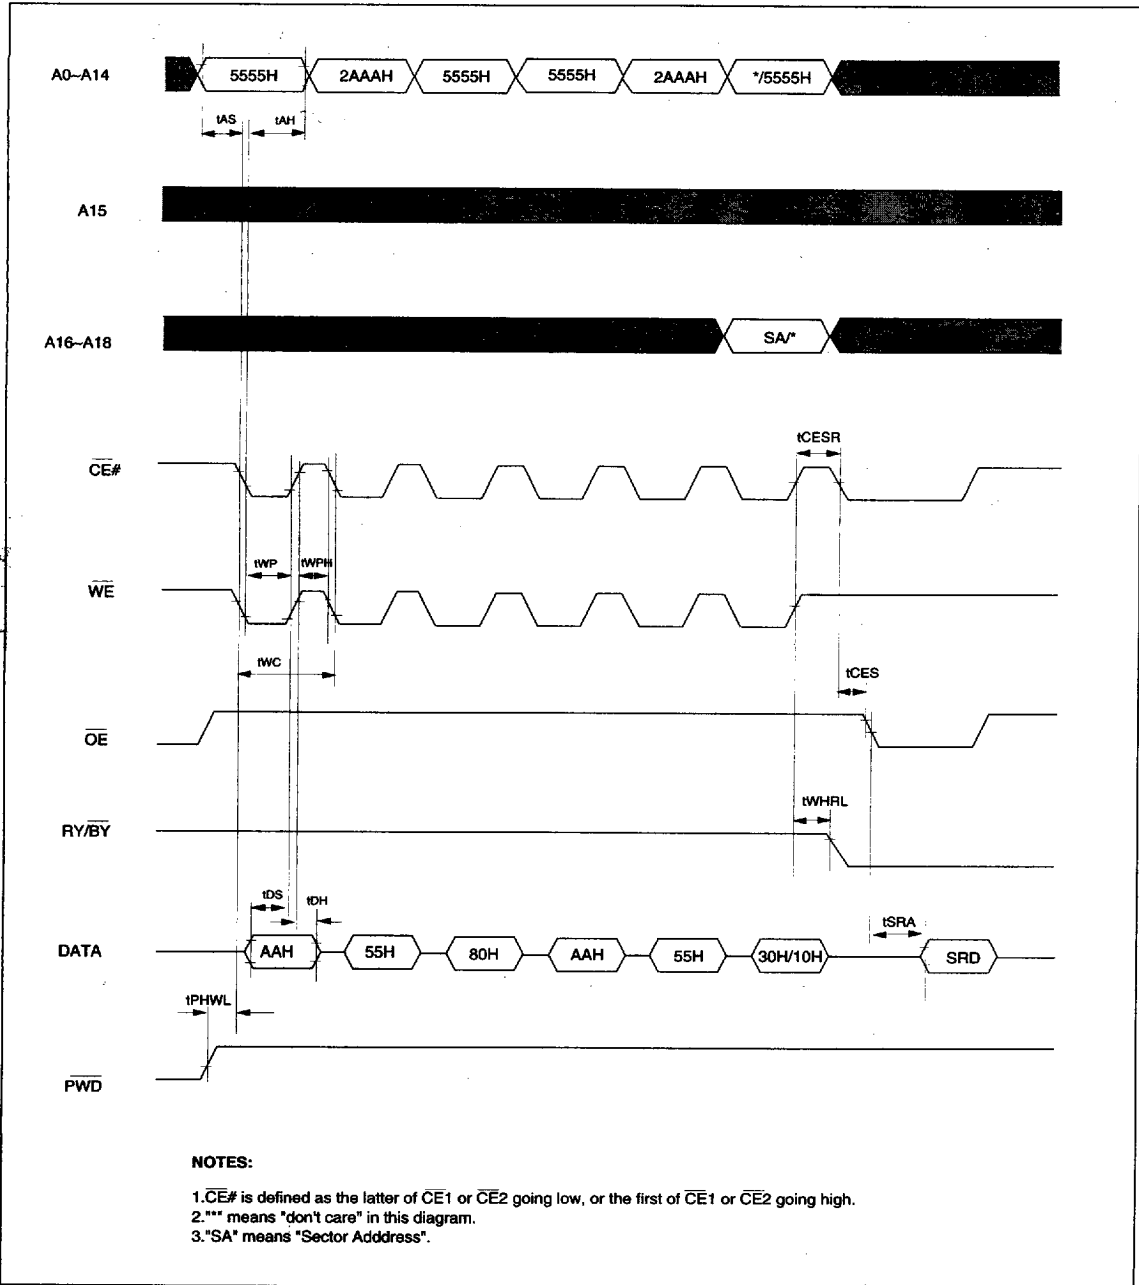 A0~A14 5555H 2AAAH 5555H 5555H 2AAAH */5555H
tAS tAH
A15
A16~A18 SA/*
tCESR
CE#
tWP tWPH
WE
tWC tCES
OE
tWHRL
RY/BY
tDS tDH tSRA
DATA AAH 55H 80H AAH 55H 30H/10H SRD
tPHWL
PWD
NOTES:
1.CE# is defined as the latter of CE1 or CE2 going low, or the first of CE1 or CE2 going high.
2."*" means "don't care" in this diagram.
3."SA" means "Sector Adddress".